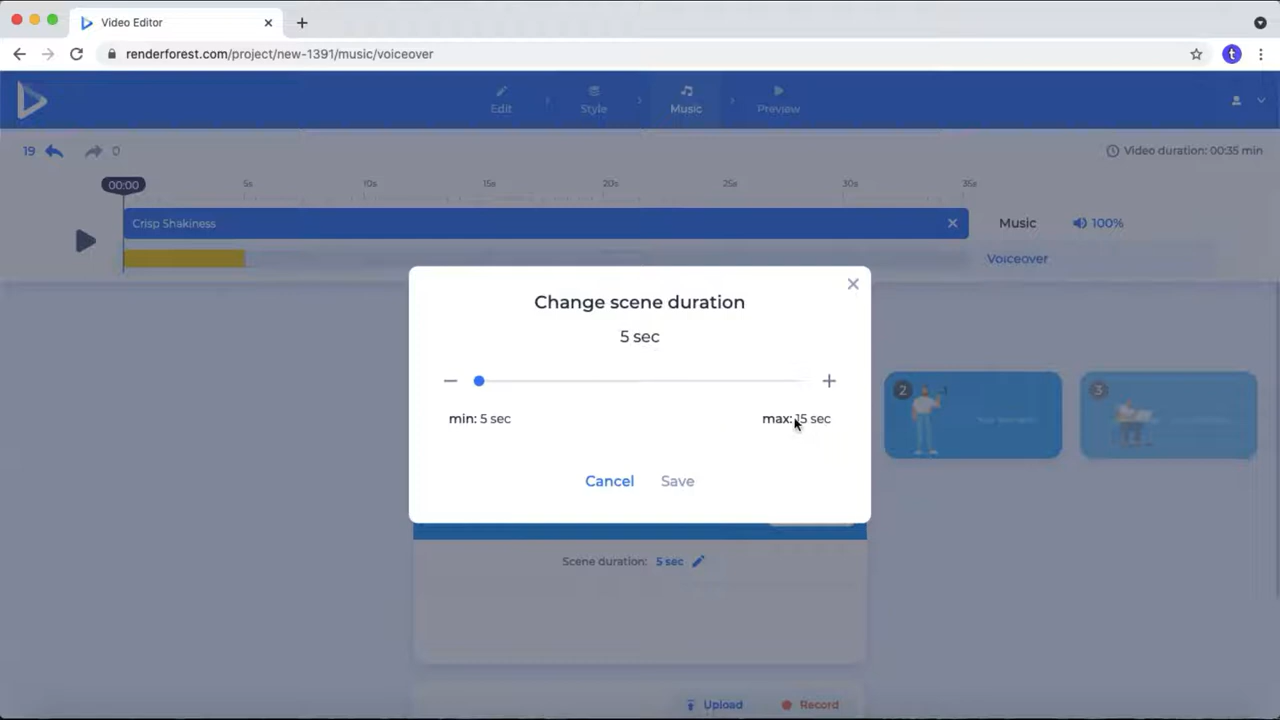 Video Editor
renderforest.com/project/new-1391/music/voiceover
t
Edit
Style
Music
Preview
19
0
Video duration: 00:35 min
00:00
5s
10s
15s
20s
25s
30s
35s
Crisp Shakiness
Music
100%
Voiceover
Change scene duration
5 sec
min: 5 sec
max: 15 sec
Cancel
Save
2
3
Scene duration: 5 sec
Upload
Record